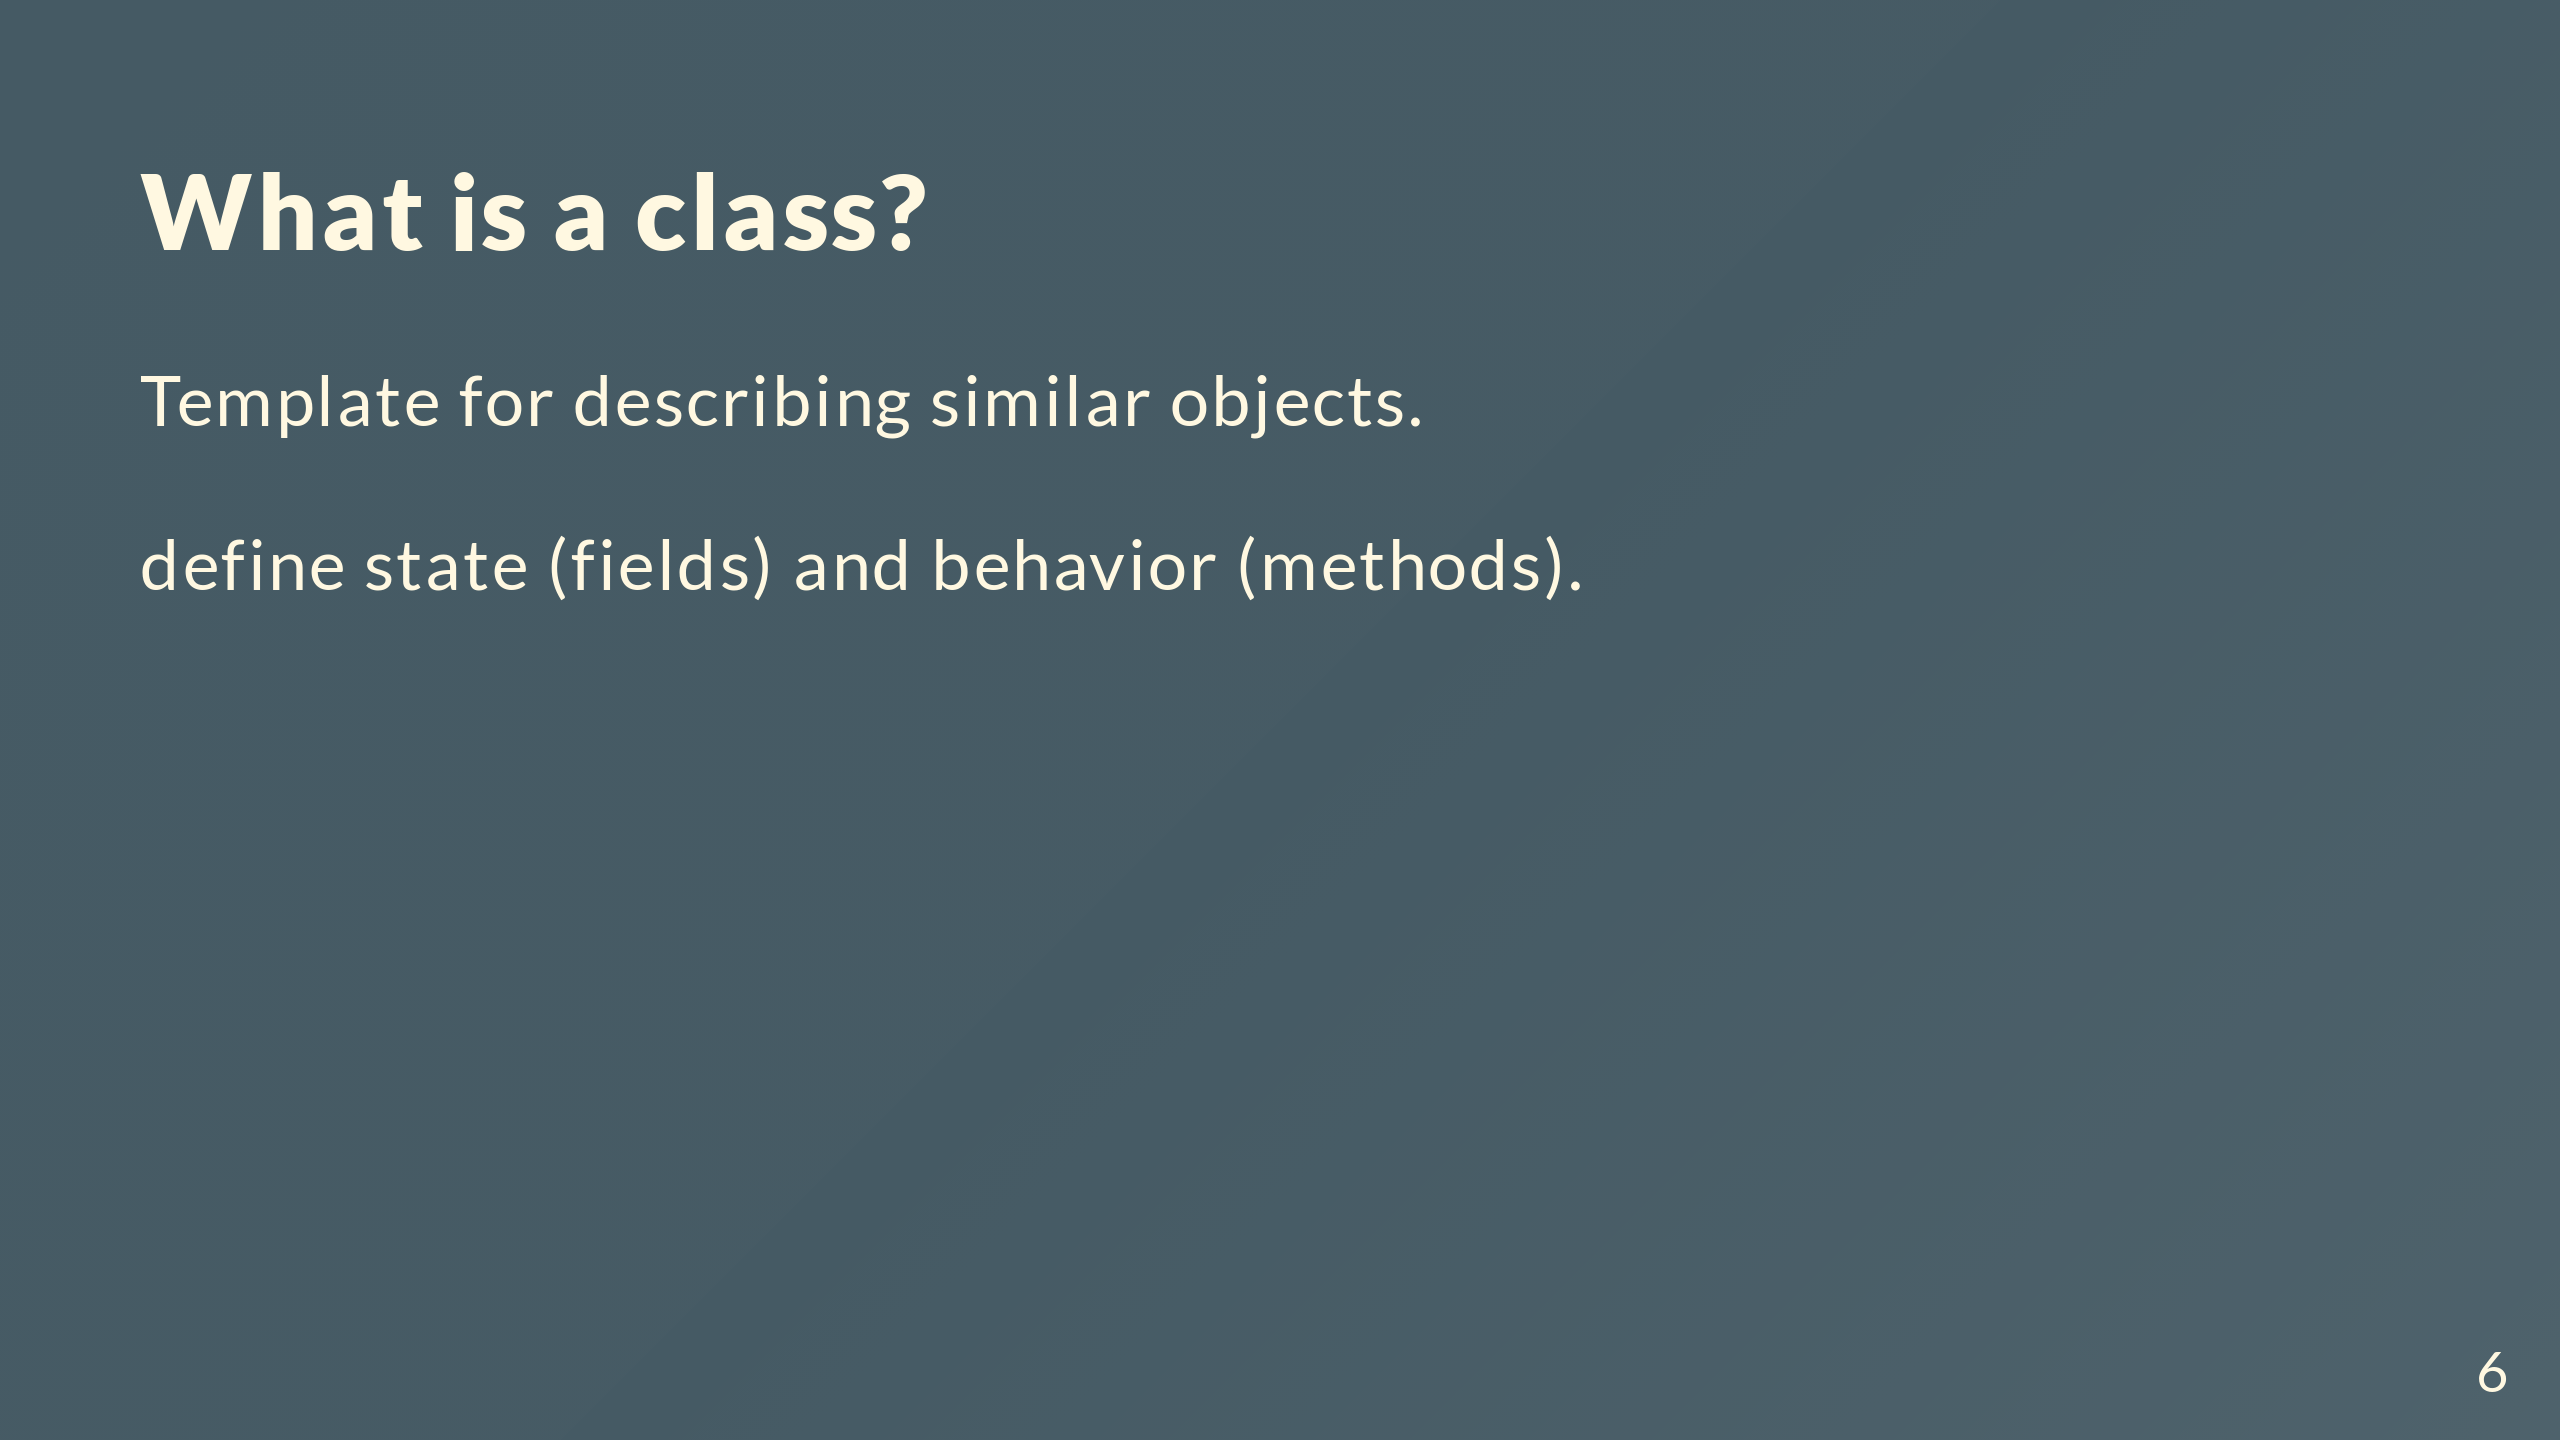 What is a class?
Template for describing similar objects.
define state (fields) and behavior (methods).
6